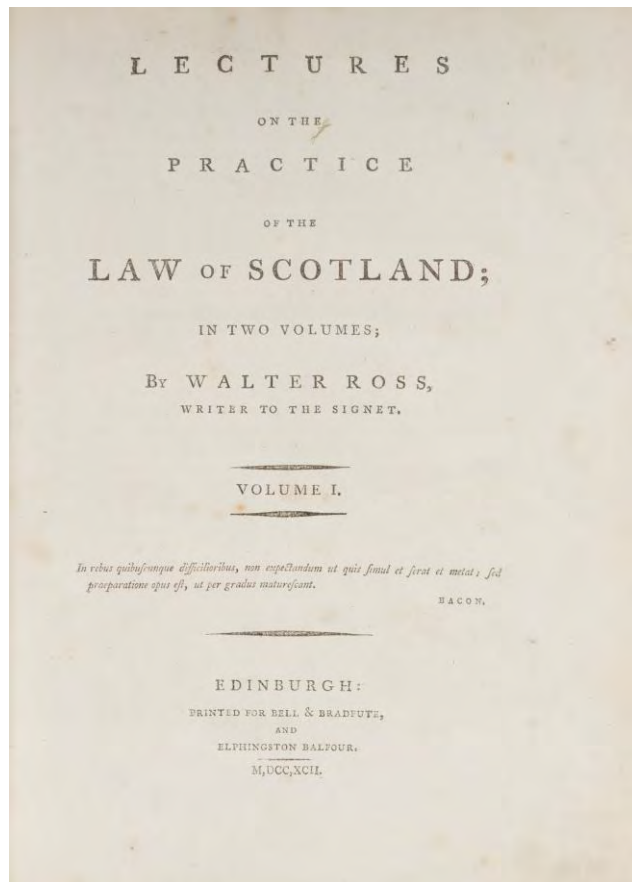 LECTURES
ON THE
PRACTICE
OF THE
LAW OF SCOTLAND;
IN TWO VOLUMES;
By WALTER ROSS,
WRITER TO THE SIGNET.
VOLUME I.
In rebus quibuſcunque difficilioribus, non expectandum ut quis ſimul et ſerat et metat; ſed
praeparatione opus eſt, ut per gradus matureſcant.
BACON.
EDINBURGH:
PRINTED FOR BELL & BRADFUTE,
AND
ELPHINGSTON BALFOUR.
M,DCC,XCII.